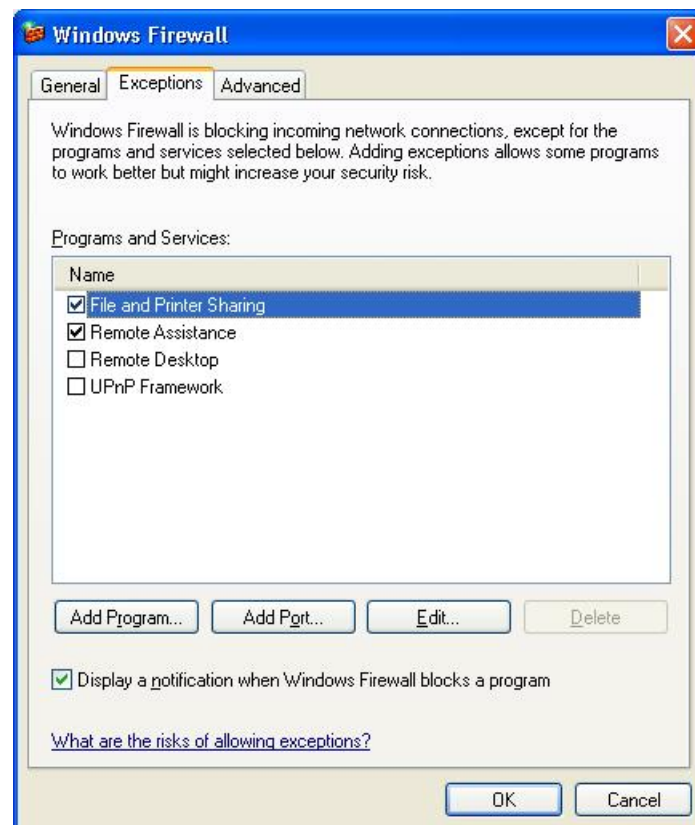 Windows Firewall
General Exceptions Advanced
Windows Firewall is blocking incoming network connections, except for the
programs and services selected below. Adding exceptions allows some programs
to work better but might increase your security risk.
Programs and Services:
Name
File and Printer Sharing
Remote Assistance
Remote Desktop
UPnP Framework
Add Program... Add Port... Edit... Delete
Display a notification when Windows Firewall blocks a program
What are the risks of allowing exceptions?
OK Cancel